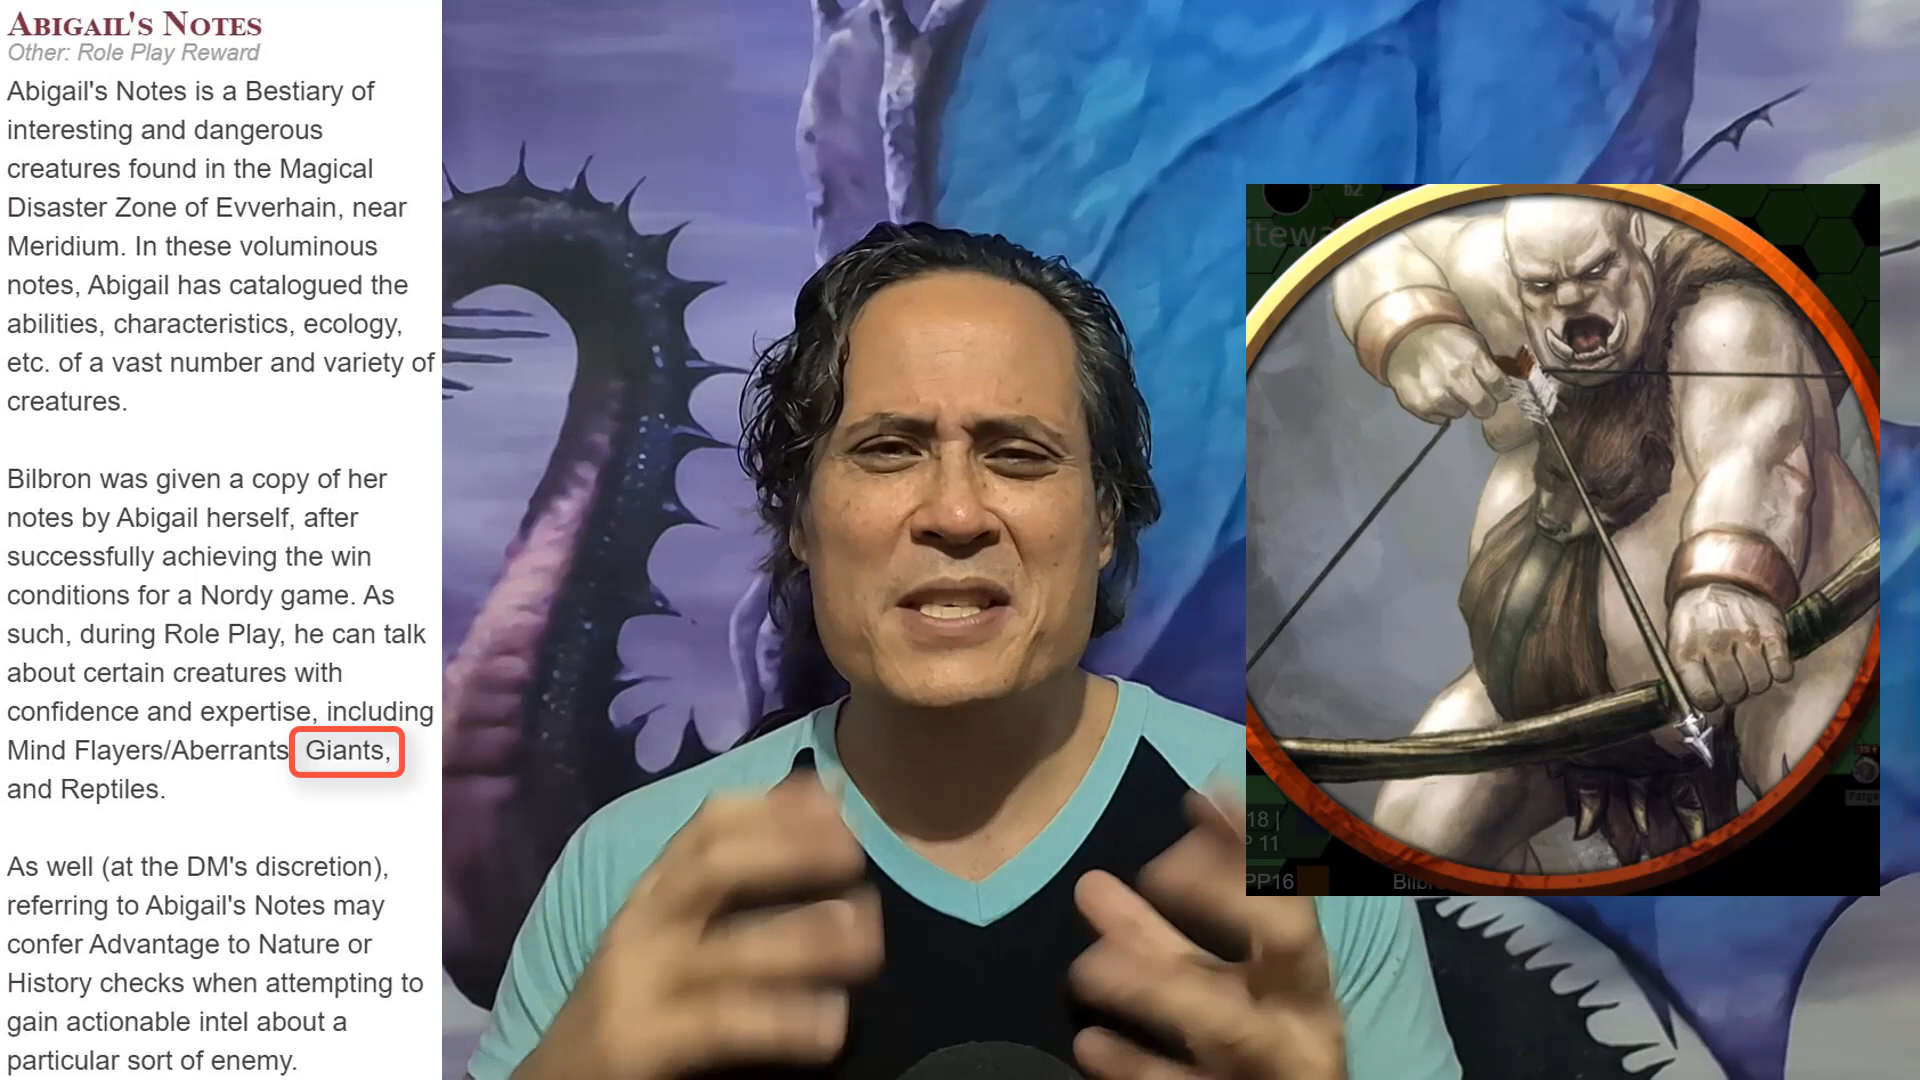 ABIGAIL'S NOTES
Other: Role Play Reward
Abigail's Notes is a Bestiary of
interesting and dangerous
creatures found in the Magical
Disaster Zone of Evverhain, near
Meridium. In these voluminous
notes, Abigail has catalogued the
abilities, characteristics, ecology,
etc. of a vast number and variety of
creatures.
Bilbron was given a copy of her
notes by Abigail herself, after
successfully achieving the win
conditions for a Nordy game. As
such, during Role Play, he can talk
about certain creatures with
confidence and expertise, including
Mind Flayers/Aberrants Giants,
and Reptiles.
As well (at the DM's discretion),
referring to Abigail's Notes may
confer Advantage to Nature or
History checks when attempting to
gain actionable intel about a
particular sort of enemy.
b2
18 |
11
PP16
19+